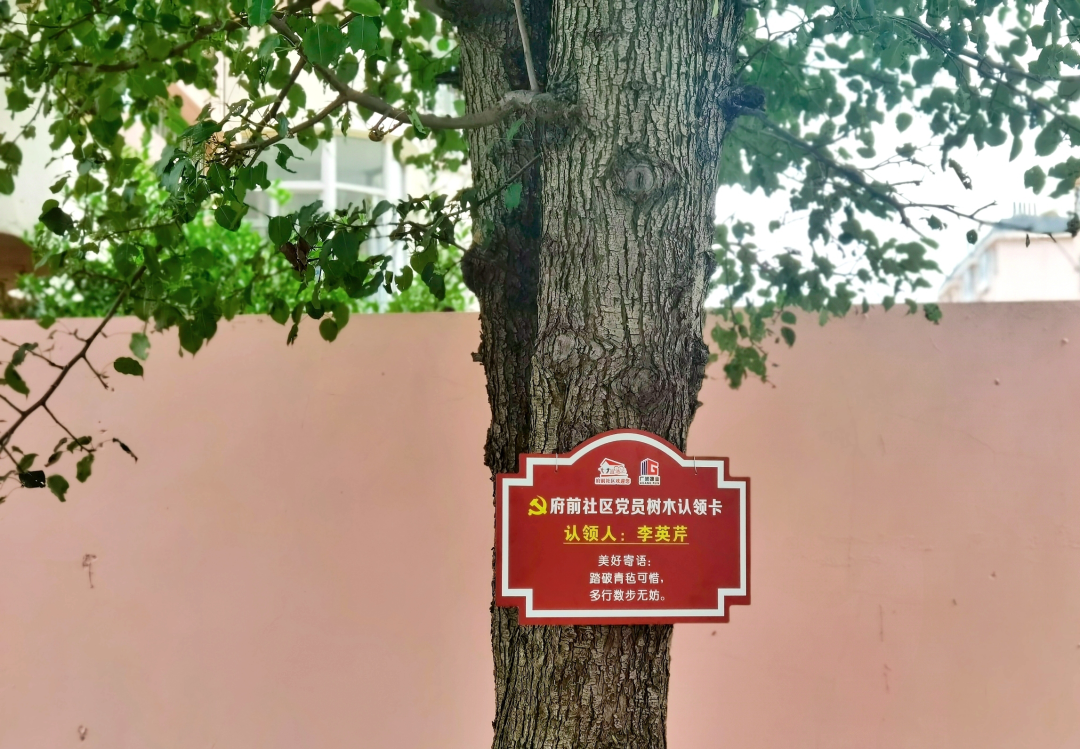 府前社区党员树木认领卡
认领人：李英芹
美好寄语：
踏破青毡可惜，
多行数步无妨。